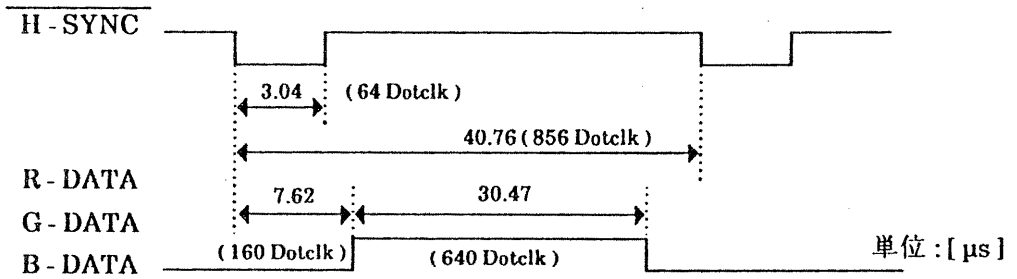 H - SYNC
3.04 ( 64 Dotclk )
40.76 ( 856 Dotclk )
R - DATA
7.62 30.47
G - DATA
( 160 Dotclk ) ( 640 Dotclk ) 単位 : [ μs ]
B - DATA